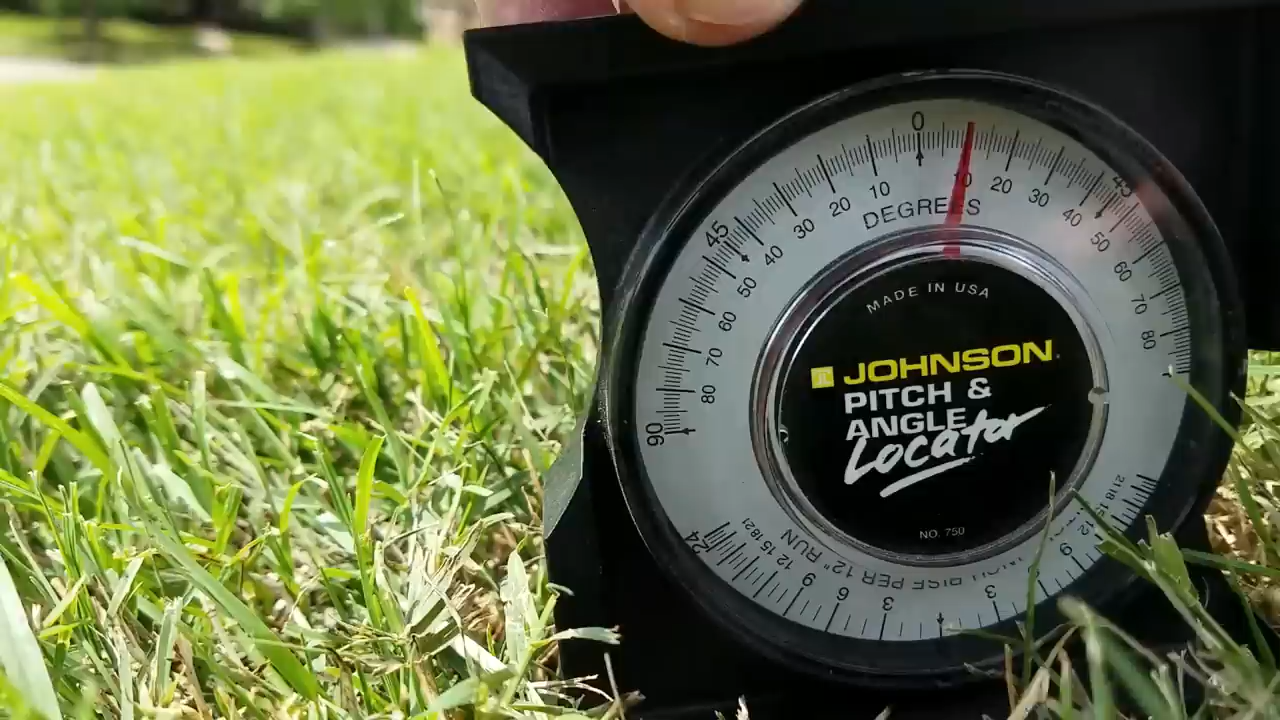 0
45 10 10 20 30 40 45
20 30 40 50 60 70 80 90
50 60 70 80
DEGREES
MADE IN USA
JOHNSON
PITCH &
ANGLE
Locator
NO. 750
24 21 18 15 12 9 6 3
3 9 12 15 18 21
INCH RISE PER 12" RUN